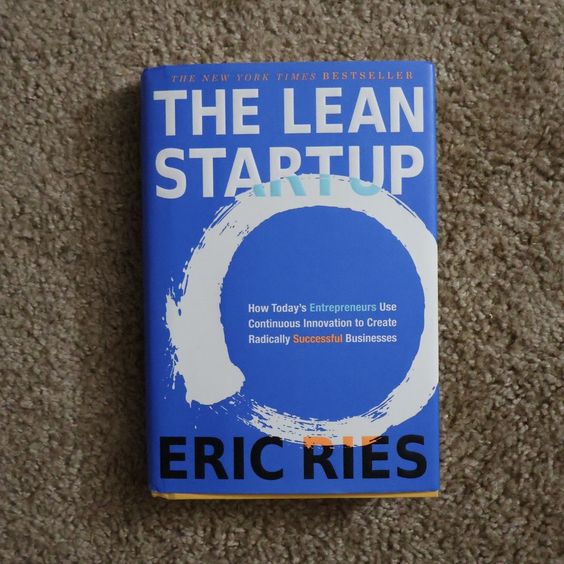 THE NEW YORK TIMES BESTSELLER
THE LEAN
STARTUP
How Today's Entrepreneurs Use
Continuous Innovation to Create
Radically Successful Businesses
ERIC RIES